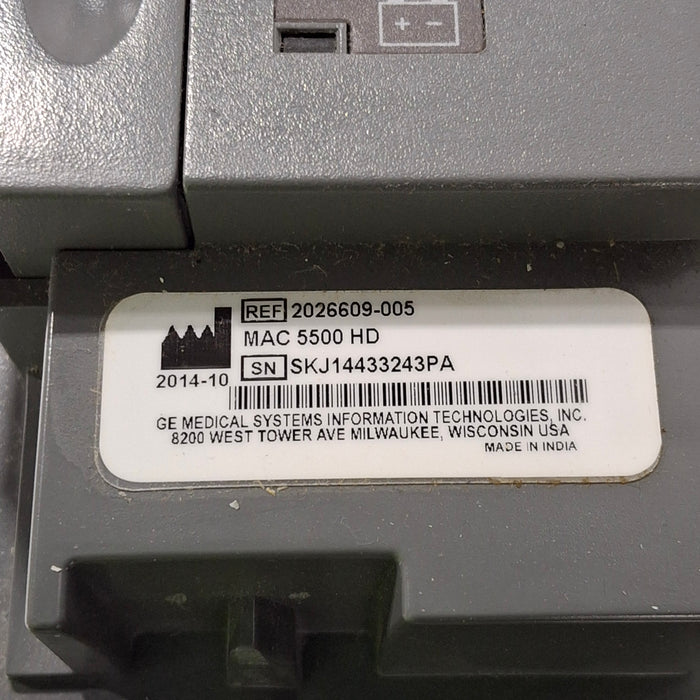 + -
REF 2026609-005
MAC 5500 HD
SN SKJ14433243PA
2014-10
GE MEDICAL SYSTEMS INFORMATION TECHNOLOGIES, INC.
8200 WEST TOWER AVE MILWAUKEE, WISCONSIN USA
MADE IN INDIA